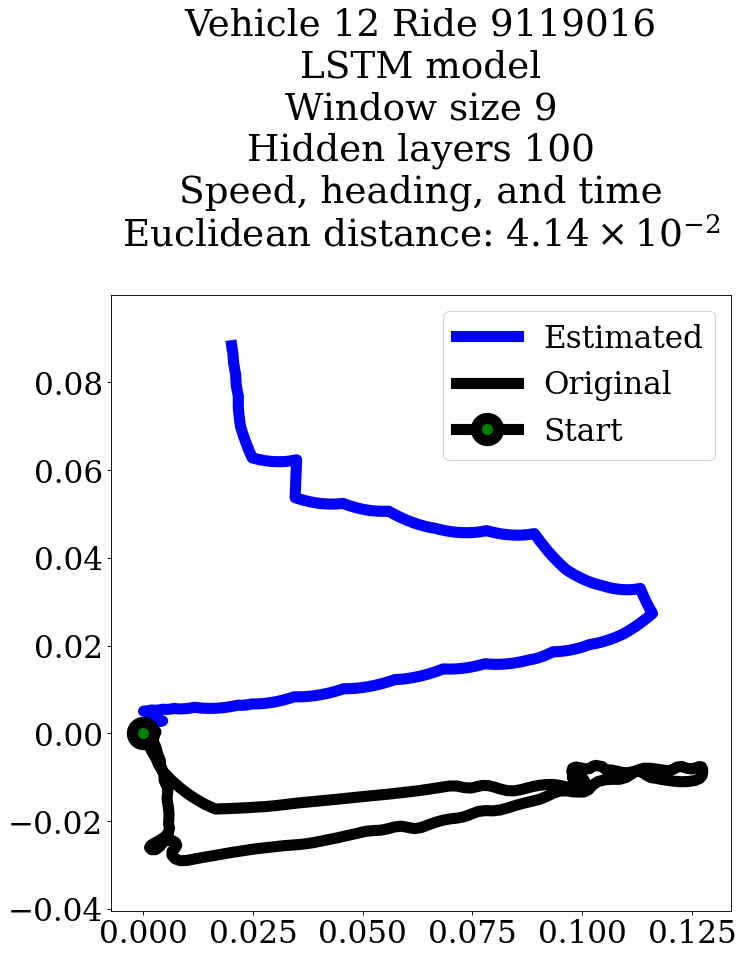 Vehicle 12 Ride 9119016
LSTM model
Window size 9
Hidden layers 100
Speed, heading, and time
Euclidean distance: 4.14 × 10⁻²
Estimated
Original
Start
0.08
0.06
0.04
0.02
0.00
−0.02
−0.04
0.000 0.025 0.050 0.075 0.100 0.125